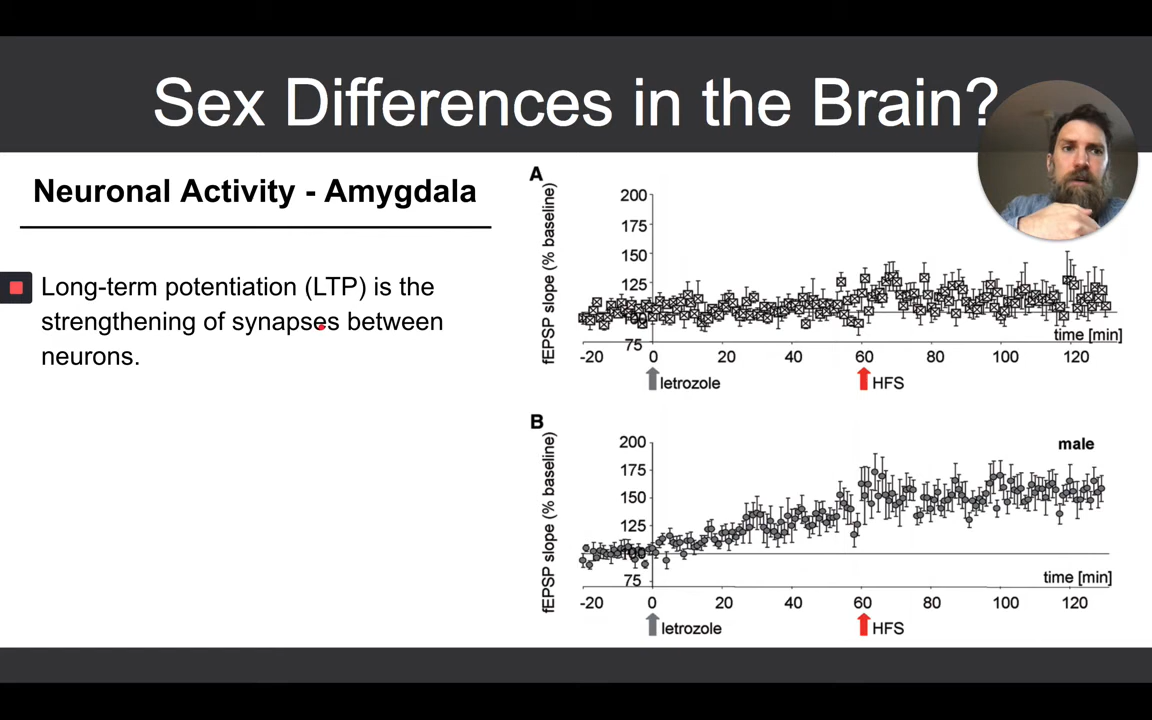 Sex Differences in the Brain?
Neuronal Activity - Amygdala
Long-term potentiation (LTP) is the
strengthening of synapses between
neurons.
A
fEPSP slope (% baseline)
200
175
150
125
100
75
time [min]
-20 0 20 40 60 80 100 120
letrozole HFS
B
male
fEPSP slope (% baseline)
200
175
150
125
100
75
time [min]
-20 0 20 40 60 80 100 120
letrozole HFS